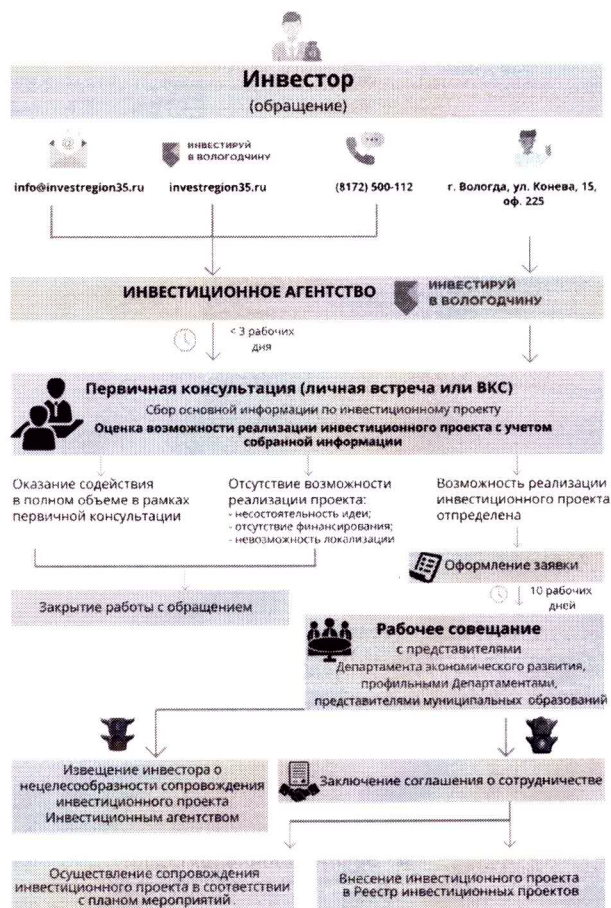 Инвестор
(обращение)
ИНВЕСТИРУЙ
В ВОЛОГОДЧИНУ
info@investregion35.ru
investregion35.ru
(8172) 500-112
г. Вологда, ул. Конева, 15,
оф. 225
ИНВЕСТИЦИОННОЕ АГЕНТСТВО
ИНВЕСТИРУЙ
В ВОЛОГОДЧИНУ
< 3 рабочих
дня
Первичная консультация (личная встреча или ВКС)
Сбор основной информации по инвестиционному проекту
Оценка возможности реализации инвестиционного проекта с учетом
собранной информации
Оказание содействия
в полном объеме в рамках
первичной консультации
Отсутствие возможности
реализации проекта:
- несостоятельность идеи;
- отсутствие финансирования;
- невозможность локализации
Возможность реализации
инвестиционного проекта
отпределена
Оформление заявки
10 рабочих
дней
Закрытие работы с обращением
Рабочее совещание
с представителями
Департамента экономического развития,
профильными Департаментами,
представителями муниципальных образований
Извещение инвестора о
нецелесообразности сопровождения
инвестиционного проекта
Инвестиционным агентством
Заключение соглашения о сотрудничестве
Осуществление сопровождения
инвестиционного проекта в соответствии
с планом мероприятий
Внесение инвестиционного проекта
в Реестр инвестиционных проектов